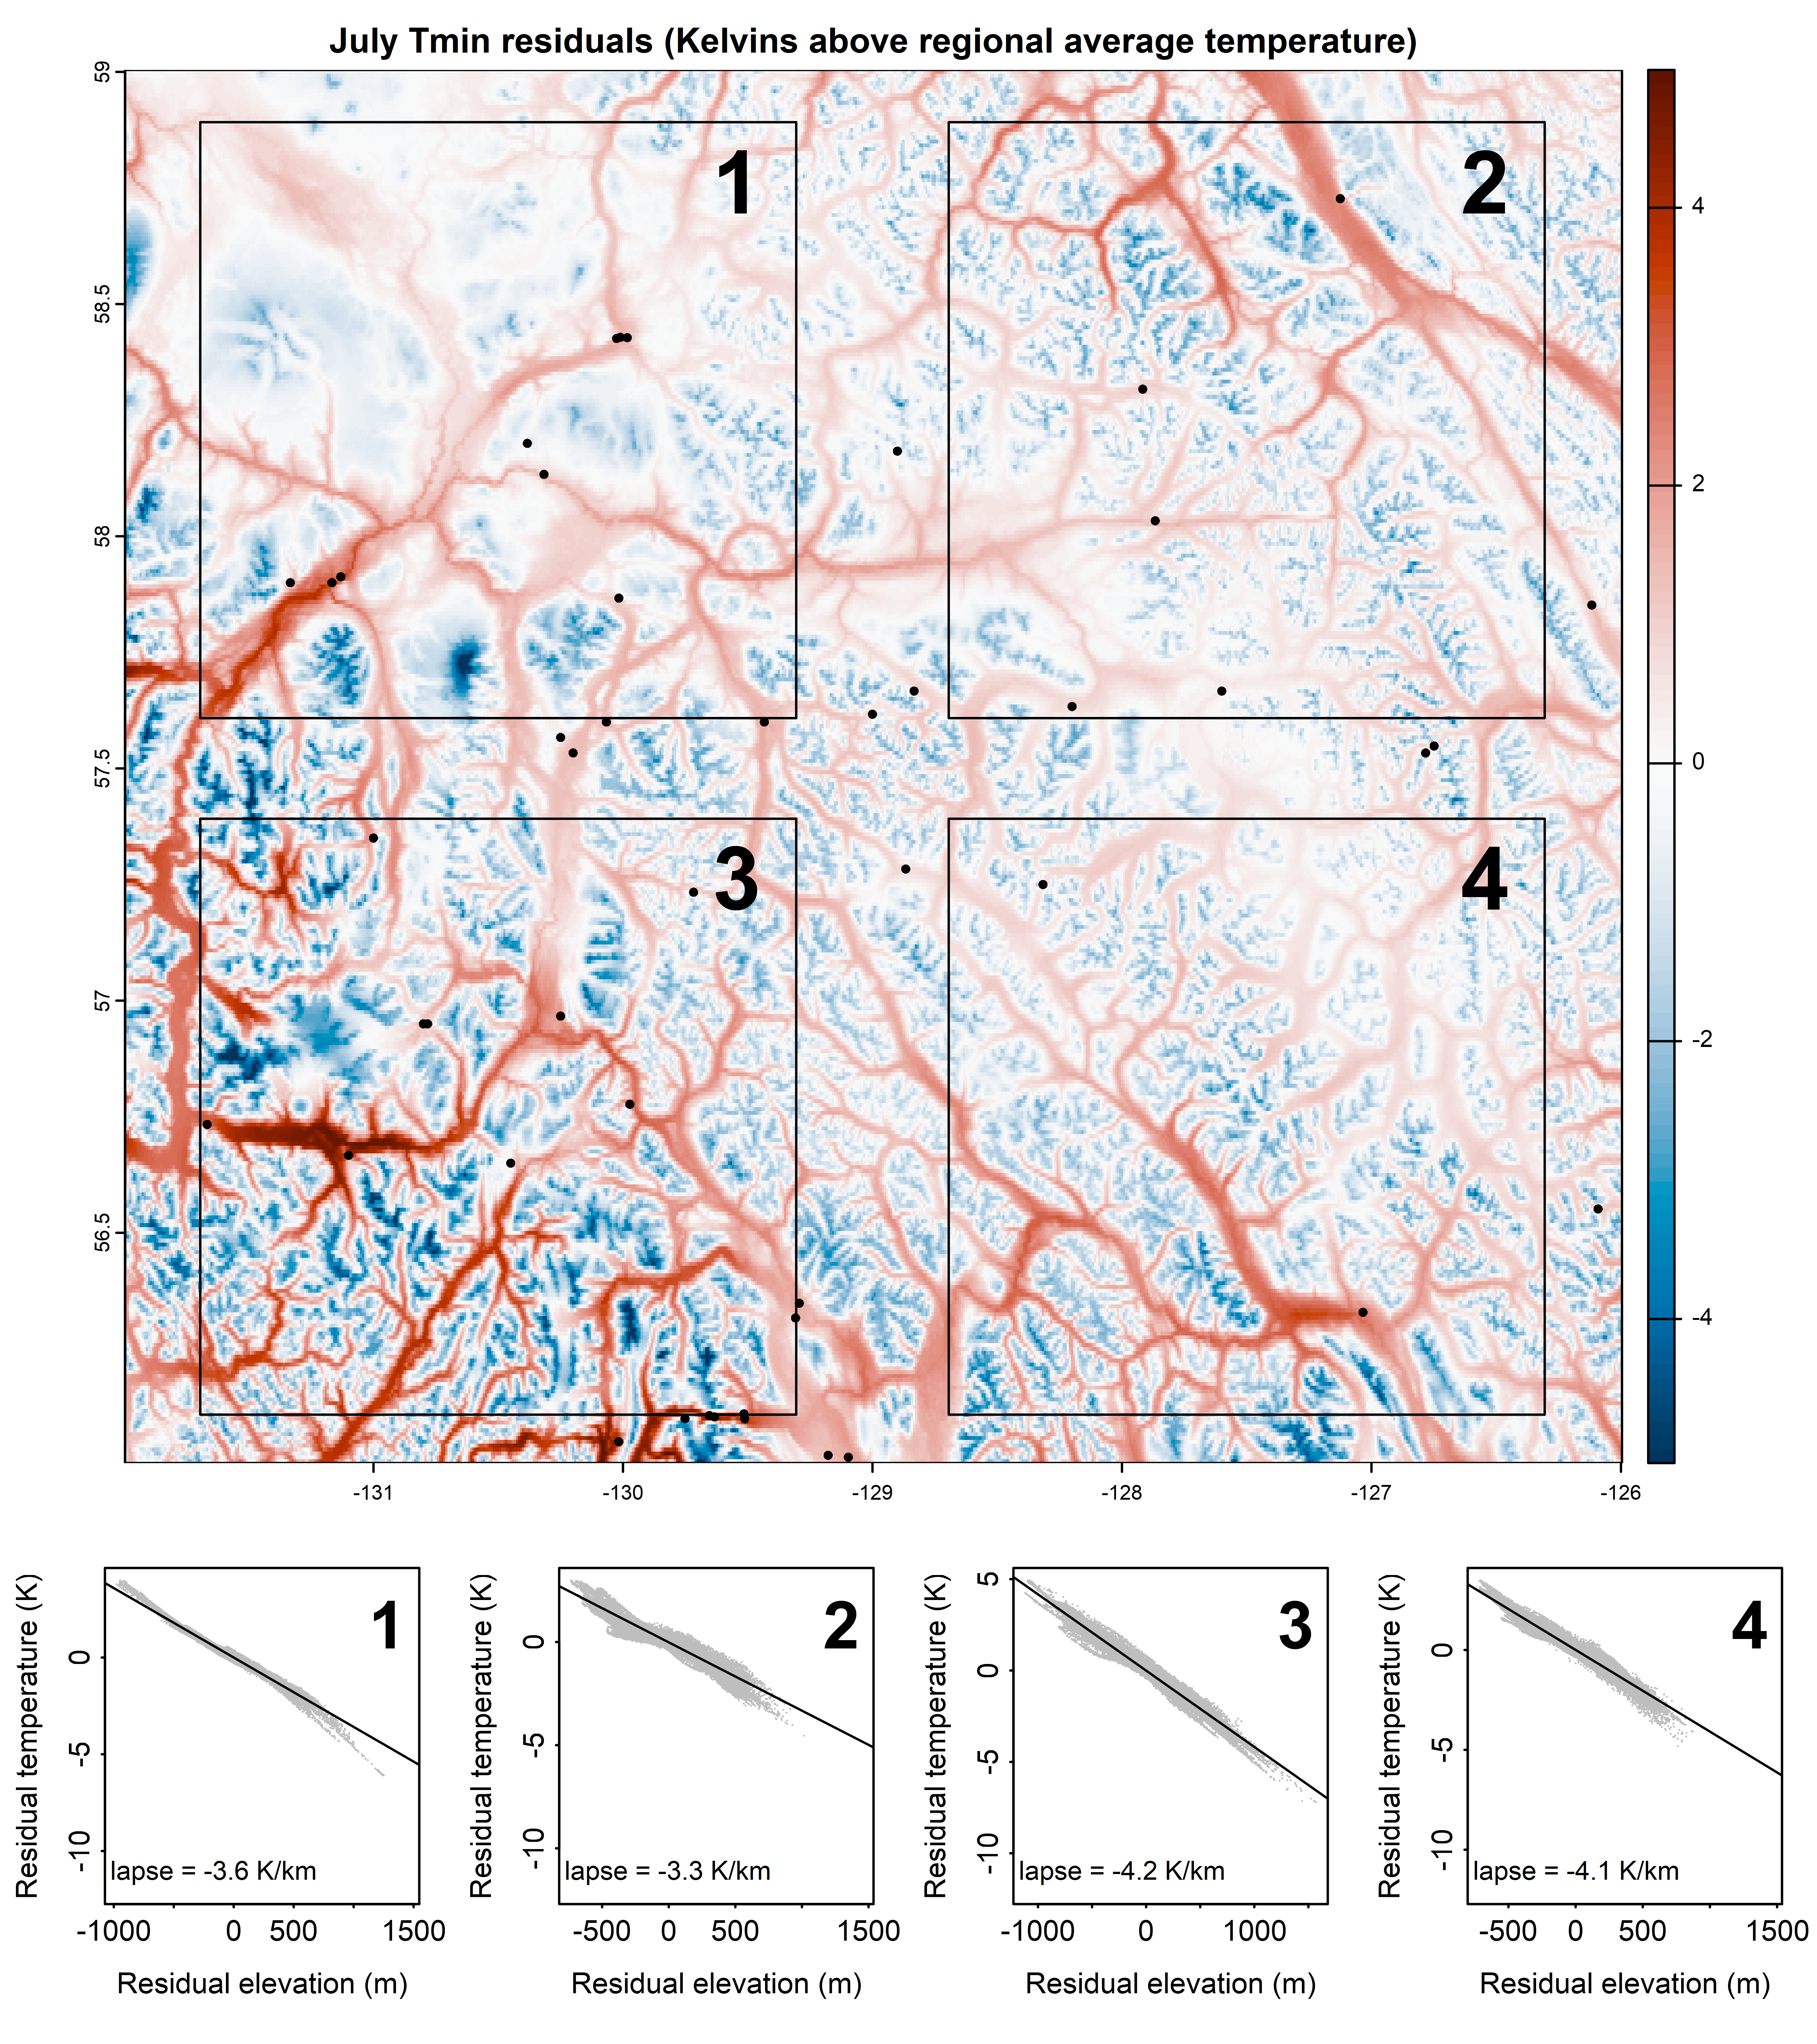 July Tmin residuals (Kelvins above regional average temperature)
59
58.5
58
57.5
57
56.5
1
2
3
4
4
2
0
-2
-4
-131
-130
-129
-128
-127
-126
Residual temperature (K)
0
-5
-10
1
lapse = -3.6 K/km
-1000 0 500 1500
Residual elevation (m)
Residual temperature (K)
0
-5
-10
2
lapse = -3.3 K/km
-500 0 500 1500
Residual elevation (m)
Residual temperature (K)
5
0
-5
-10
3
lapse = -4.2 K/km
-1000 0 1000
Residual elevation (m)
Residual temperature (K)
0
-5
-10
4
lapse = -4.1 K/km
-500 0 500 1500
Residual elevation (m)